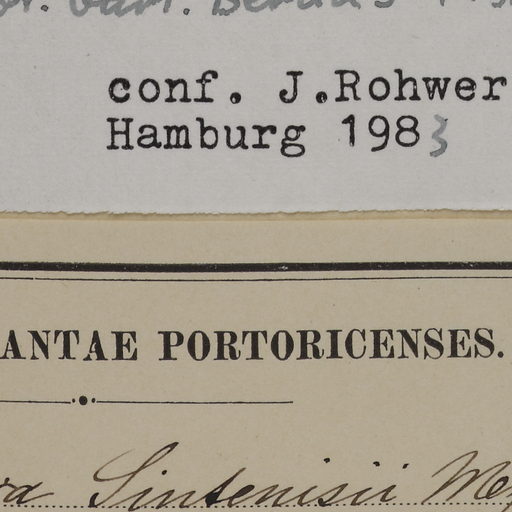 conf. J.Rohwer
Hamburg 1983
ANTAE PORTORICENSES.
Sintenisii